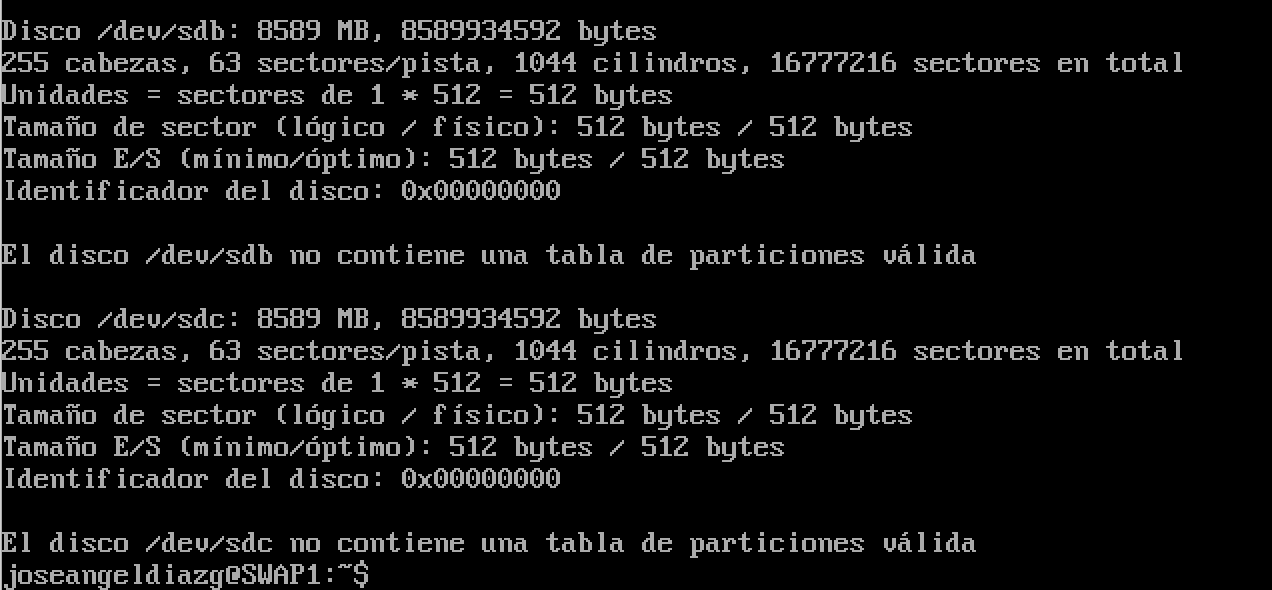 Disco /dev/sdb: 8589 MB, 8589934592 bytes
255 cabezas, 63 sectores/pista, 1044 cilindros, 16777216 sectores en total
Unidades = sectores de 1 * 512 = 512 bytes
Tamaño de sector (lógico / físico): 512 bytes / 512 bytes
Tamaño E/S (mínimo/óptimo): 512 bytes / 512 bytes
Identificador del disco: 0x00000000
El disco /dev/sdb no contiene una tabla de particiones válida
Disco /dev/sdc: 8589 MB, 8589934592 bytes
255 cabezas, 63 sectores/pista, 1044 cilindros, 16777216 sectores en total
Unidades = sectores de 1 * 512 = 512 bytes
Tamaño de sector (lógico / físico): 512 bytes / 512 bytes
Tamaño E/S (mínimo/óptimo): 512 bytes / 512 bytes
Identificador del disco: 0x00000000
El disco /dev/sdc no contiene una tabla de particiones válida
joseangeldiazg@SWAP1:~$